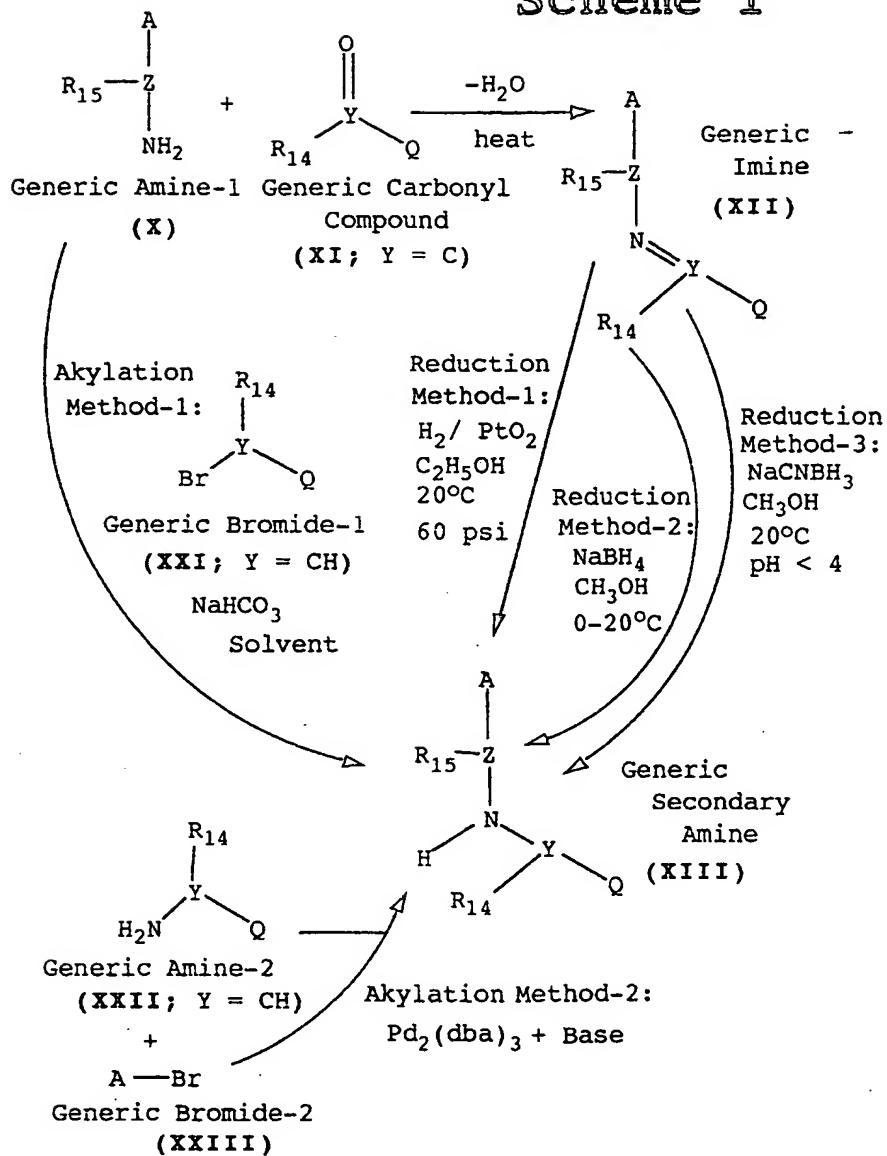 Scheme 1
A
R15—Z
NH2
+
O
Y
R14
Q
-H2O
heat
A
R15—Z
N
Y
R14
Q
Generic Amine-1
(X)
Generic Carbonyl
Compound
(XI; Y = C)
Generic -
Imine
(XII)
Akylation
Method-1:
R14
Y
Br
Q
Generic Bromide-1
(XXI; Y = CH)
NaHCO3
Solvent
Reduction
Method-1:
H2/ PtO2
C2H5OH
20°C
60 psi
Reduction
Method-2:
NaBH4
CH3OH
0-20°C
Reduction
Method-3:
NaCNBH3
CH3OH
20°C
pH < 4
A
R15—Z
N
H
Y
R14
Q
Generic
Secondary
Amine
(XIII)
R14
Y
H2N
Q
Generic Amine-2
(XXII; Y = CH)
+
A—Br
Generic Bromide-2
(XXIII)
Akylation Method-2:
Pd2(dba)3 + Base